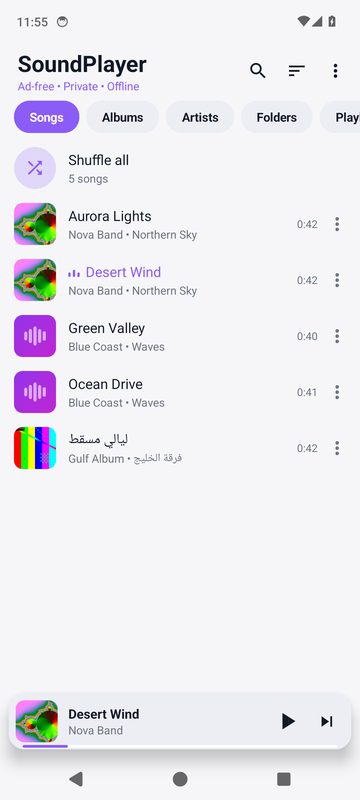 11:55
SoundPlayer
Ad-free • Private • Offline
Songs Albums Artists Folders Play
Shuffle all
5 songs
Aurora Lights 0:42
Nova Band • Northern Sky
Desert Wind 0:42
Nova Band • Northern Sky
Green Valley 0:40
Blue Coast • Waves
Ocean Drive 0:41
Blue Coast • Waves
ليالي مسقط 0:42
Gulf Album • فرقة الخليج
Desert Wind
Nova Band